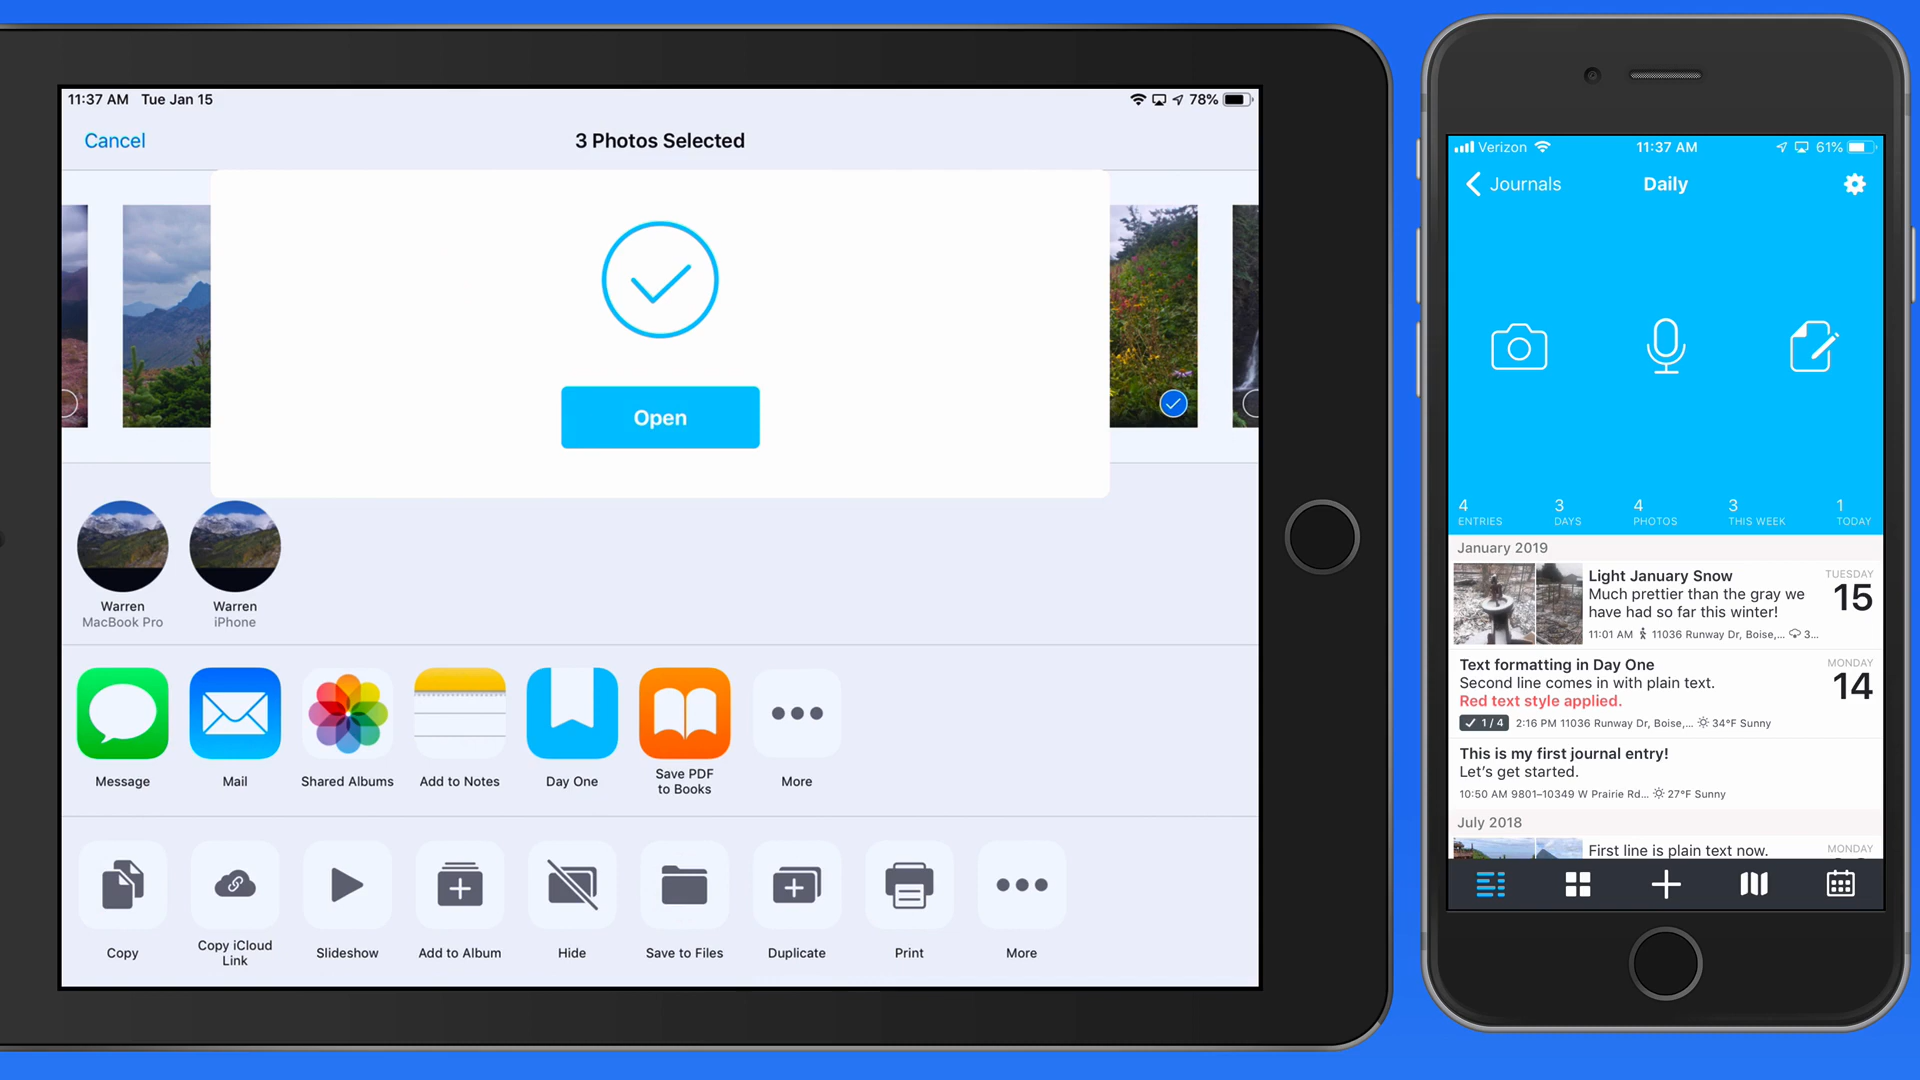 11:37 AM Tue Jan 15
78%
Cancel
3 Photos Selected
Open
Warren
MacBook Pro
Warren
iPhone
Message
Mail
Shared Albums
Add to Notes
Day One
Save PDF
to Books
More
Copy
Copy iCloud
Link
Slideshow
Add to Album
Hide
Save to Files
Duplicate
Print
More
Verizon
11:37 AM
61%
Journals
Daily
4
ENTRIES
3
DAYS
4
PHOTOS
3
THIS WEEK
1
TODAY
January 2019
Light January Snow
Much prettier than the gray we
have had so far this winter!
11:01 AM 11036 Runway Dr, Boise,... 3...
TUESDAY
15
Text formatting in Day One
Second line comes in with plain text.
Red text style applied.
1 / 4 2:16 PM 11036 Runway Dr, Boise,... 34°F Sunny
MONDAY
14
This is my first journal entry!
Let's get started.
10:50 AM 9801–10349 W Prairie Rd... 27°F Sunny
July 2018
First line is plain text now.
MONDAY